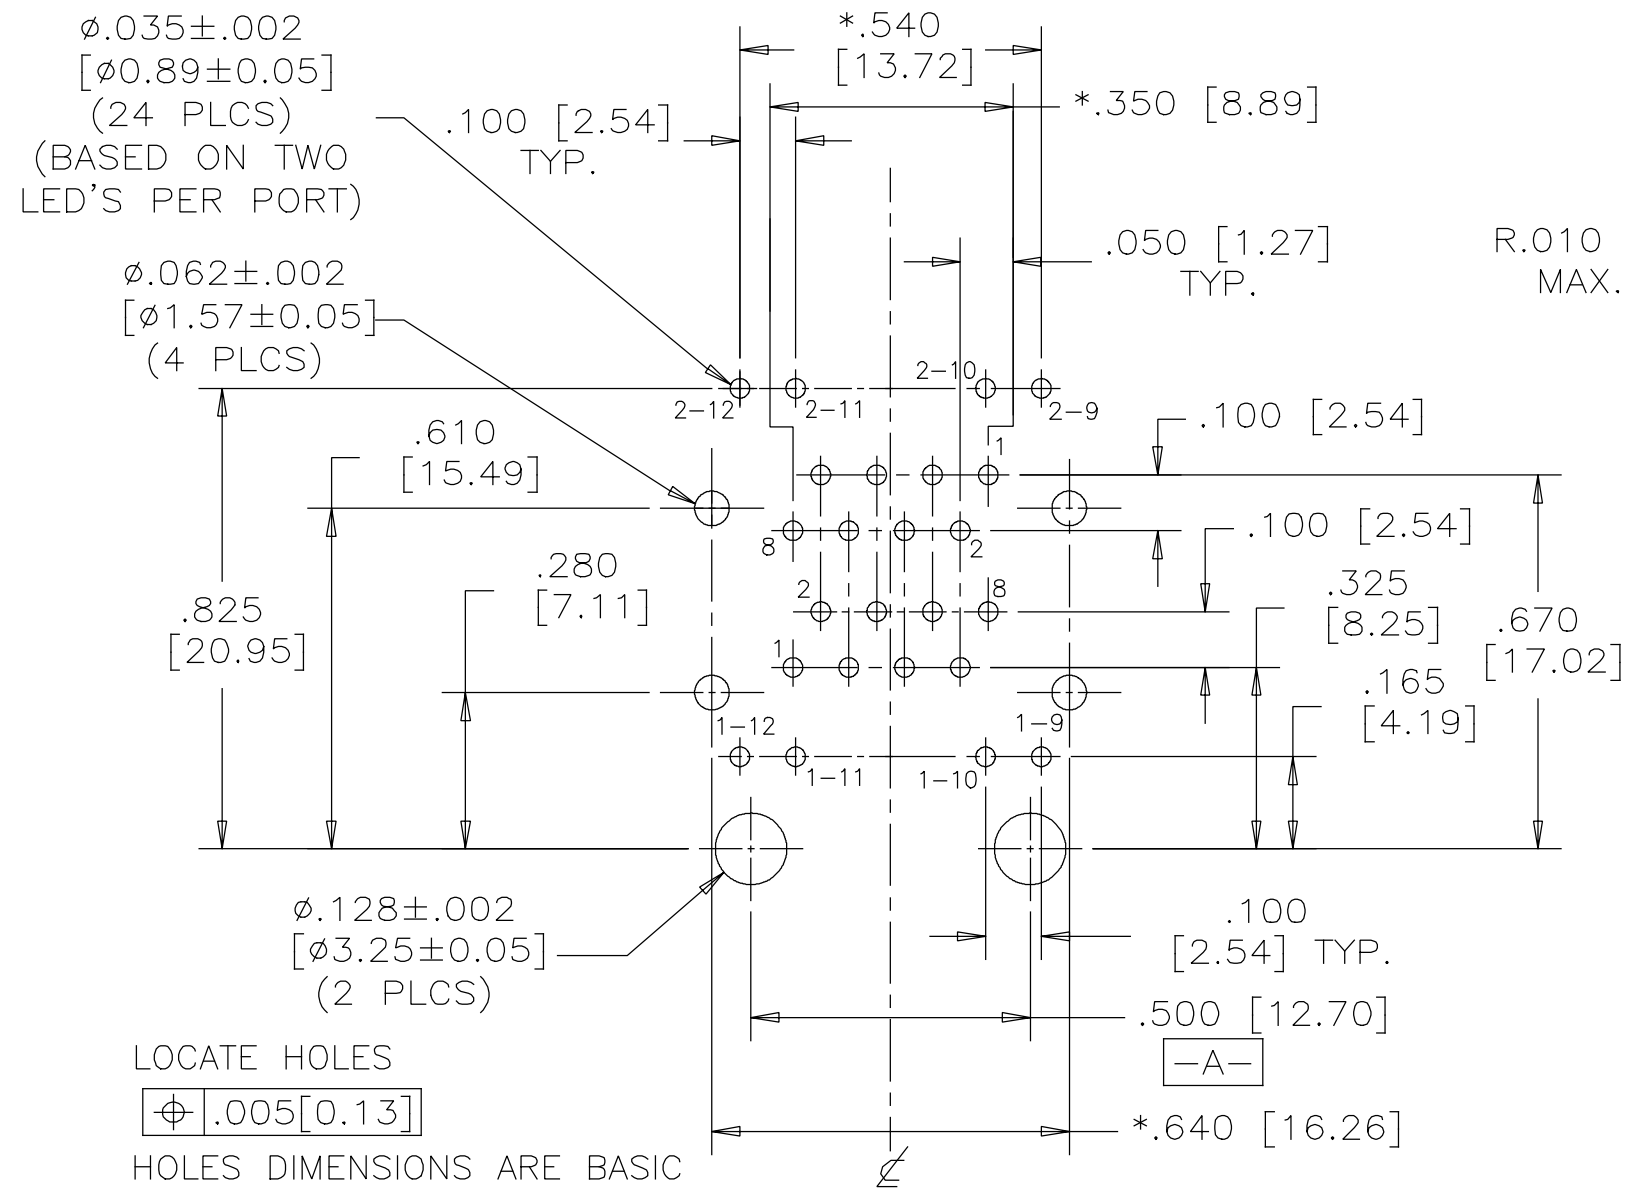 ø.035±.002
[ø0.89±0.05]
(24 PLCS)
(BASED ON TWO
LED'S PER PORT)
*.540
[13.72]
.100 [2.54]
TYP.
*.350 [8.89]
.050 [1.27]
TYP.
R.010
MAX.
ø.062±.002
[ø1.57±0.05]
(4 PLCS)
2-12
2-11
2-10
2-9
.100 [2.54]
.610
[15.49]
1
8
2
.100 [2.54]
.280
[7.11]
2
8
.325
[8.25]
.825
[20.95]
.670
[17.02]
1
.165
[4.19]
1-12
1-9
1-11
1-10
ø.128±.002
[ø3.25±0.05]
(2 PLCS)
.100
[2.54] TYP.
.500 [12.70]
-A-
LOCATE HOLES
⌖ .005[0.13]
*.640 [16.26]
HOLES DIMENSIONS ARE BASIC
℄